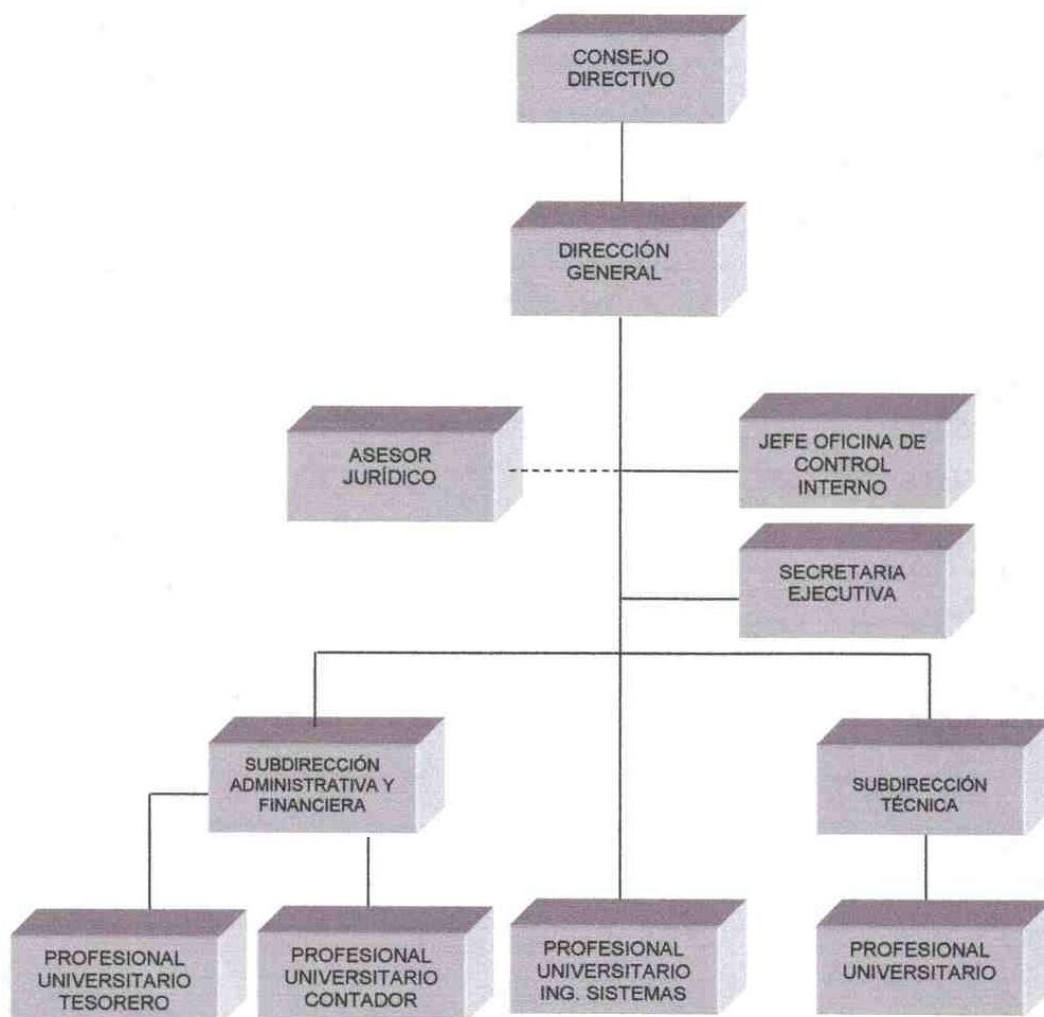 CONSEJO
DIRECTIVO
DIRECCIÓN
GENERAL
ASESOR
JURÍDICO
JEFE OFICINA DE
CONTROL
INTERNO
SECRETARIA
EJECUTIVA
SUBDIRECCIÓN
ADMINISTRATIVA Y
FINANCIERA
SUBDIRECCIÓN
TÉCNICA
PROFESIONAL
UNIVERSITARIO
TESORERO
PROFESIONAL
UNIVERSITARIO
CONTADOR
PROFESIONAL
UNIVERSITARIO
ING. SISTEMAS
PROFESIONAL
UNIVERSITARIO